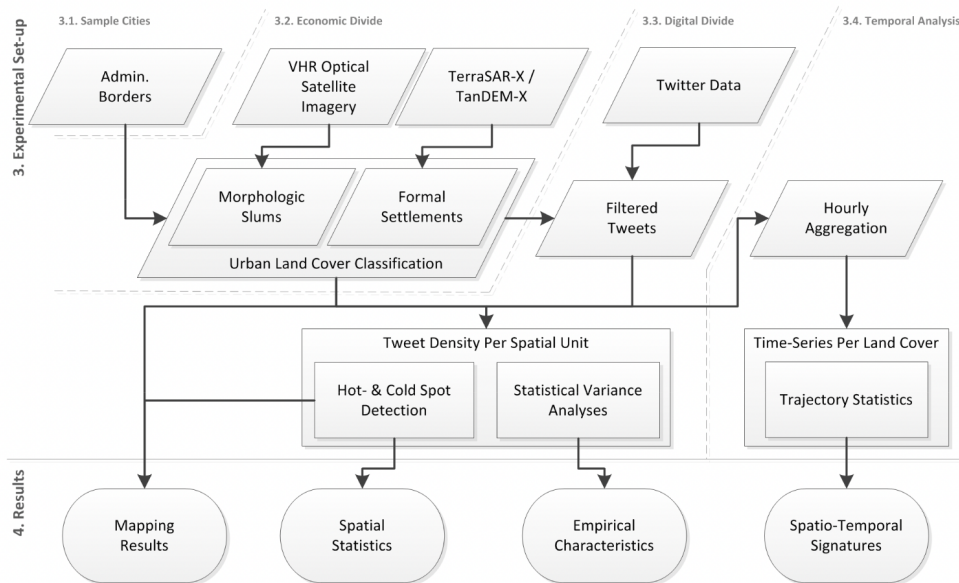 3.1. Sample Cities
3.2. Economic Divide
3.3. Digital Divide
3.4. Temporal Analysis
3. Experimental Set-up
Admin.
Borders
VHR Optical
Satellite
Imagery
TerraSAR-X /
TanDEM-X
Twitter Data
Morphologic
Slums
Formal
Settlements
Urban Land Cover Classification
Filtered
Tweets
Hourly
Aggregation
Tweet Density Per Spatial Unit
Hot- & Cold Spot
Detection
Statistical Variance
Analyses
Time-Series Per Land Cover
Trajectory Statistics
4. Results
Mapping
Results
Spatial
Statistics
Empirical
Characteristics
Spatio-Temporal
Signatures